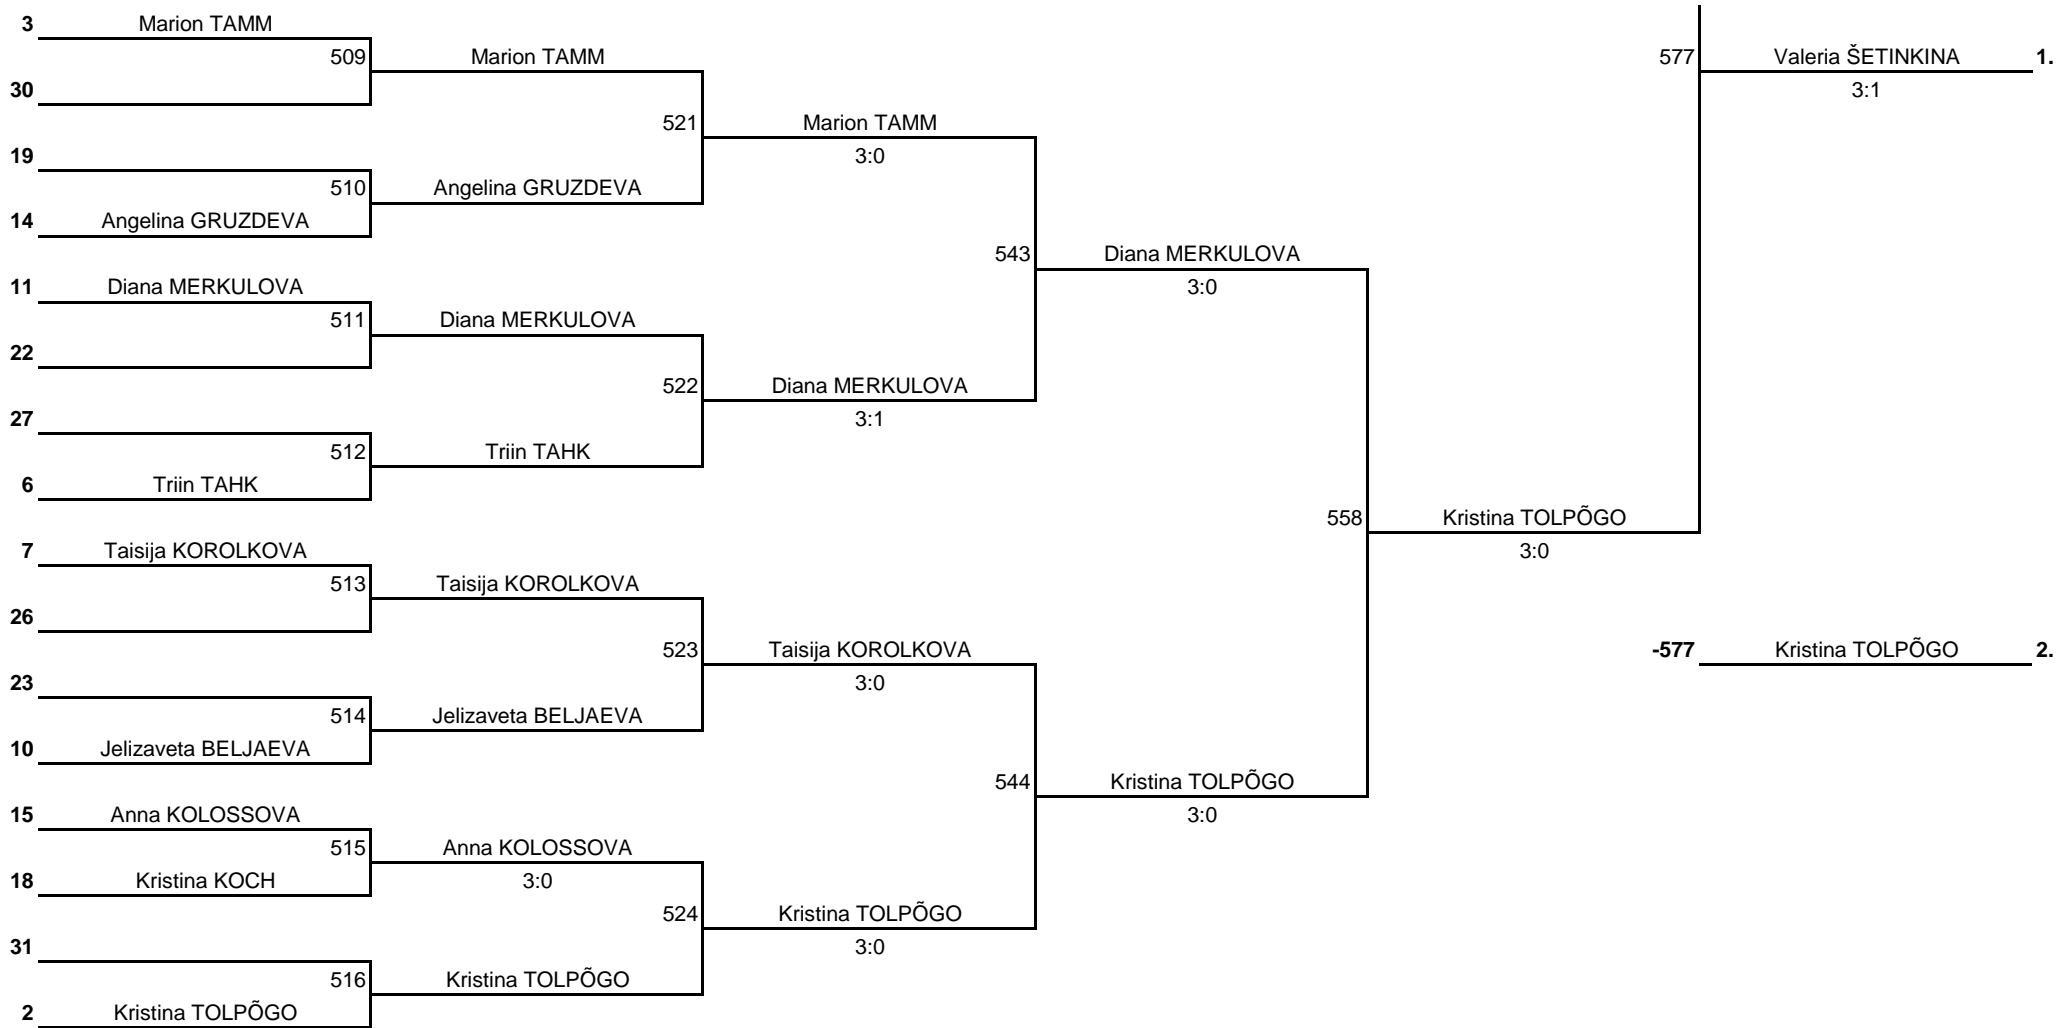 3 Marion TAMM
509 Marion TAMM 577 Valeria ŠETINKINA 1.
30 3:1
521 Marion TAMM
19 3:0
510 Angelina GRUZDEVA
14 Angelina GRUZDEVA
543 Diana MERKULOVA
11 Diana MERKULOVA 3:0
511 Diana MERKULOVA
22
522 Diana MERKULOVA
27 3:1
512 Triin TAHK
6 Triin TAHK
558 Kristina TOLPÕGO
7 Taisija KOROLKOVA 3:0
513 Taisija KOROLKOVA
26
523 Taisija KOROLKOVA -577 Kristina TOLPÕGO 2.
23 3:0
514 Jelizaveta BELJAEVA
10 Jelizaveta BELJAEVA
544 Kristina TOLPÕGO
15 Anna KOLOSSOVA 3:0
515 Anna KOLOSSOVA
18 Kristina KOCH 3:0
524 Kristina TOLPÕGO
31 3:0
516 Kristina TOLPÕGO
2 Kristina TOLPÕGO